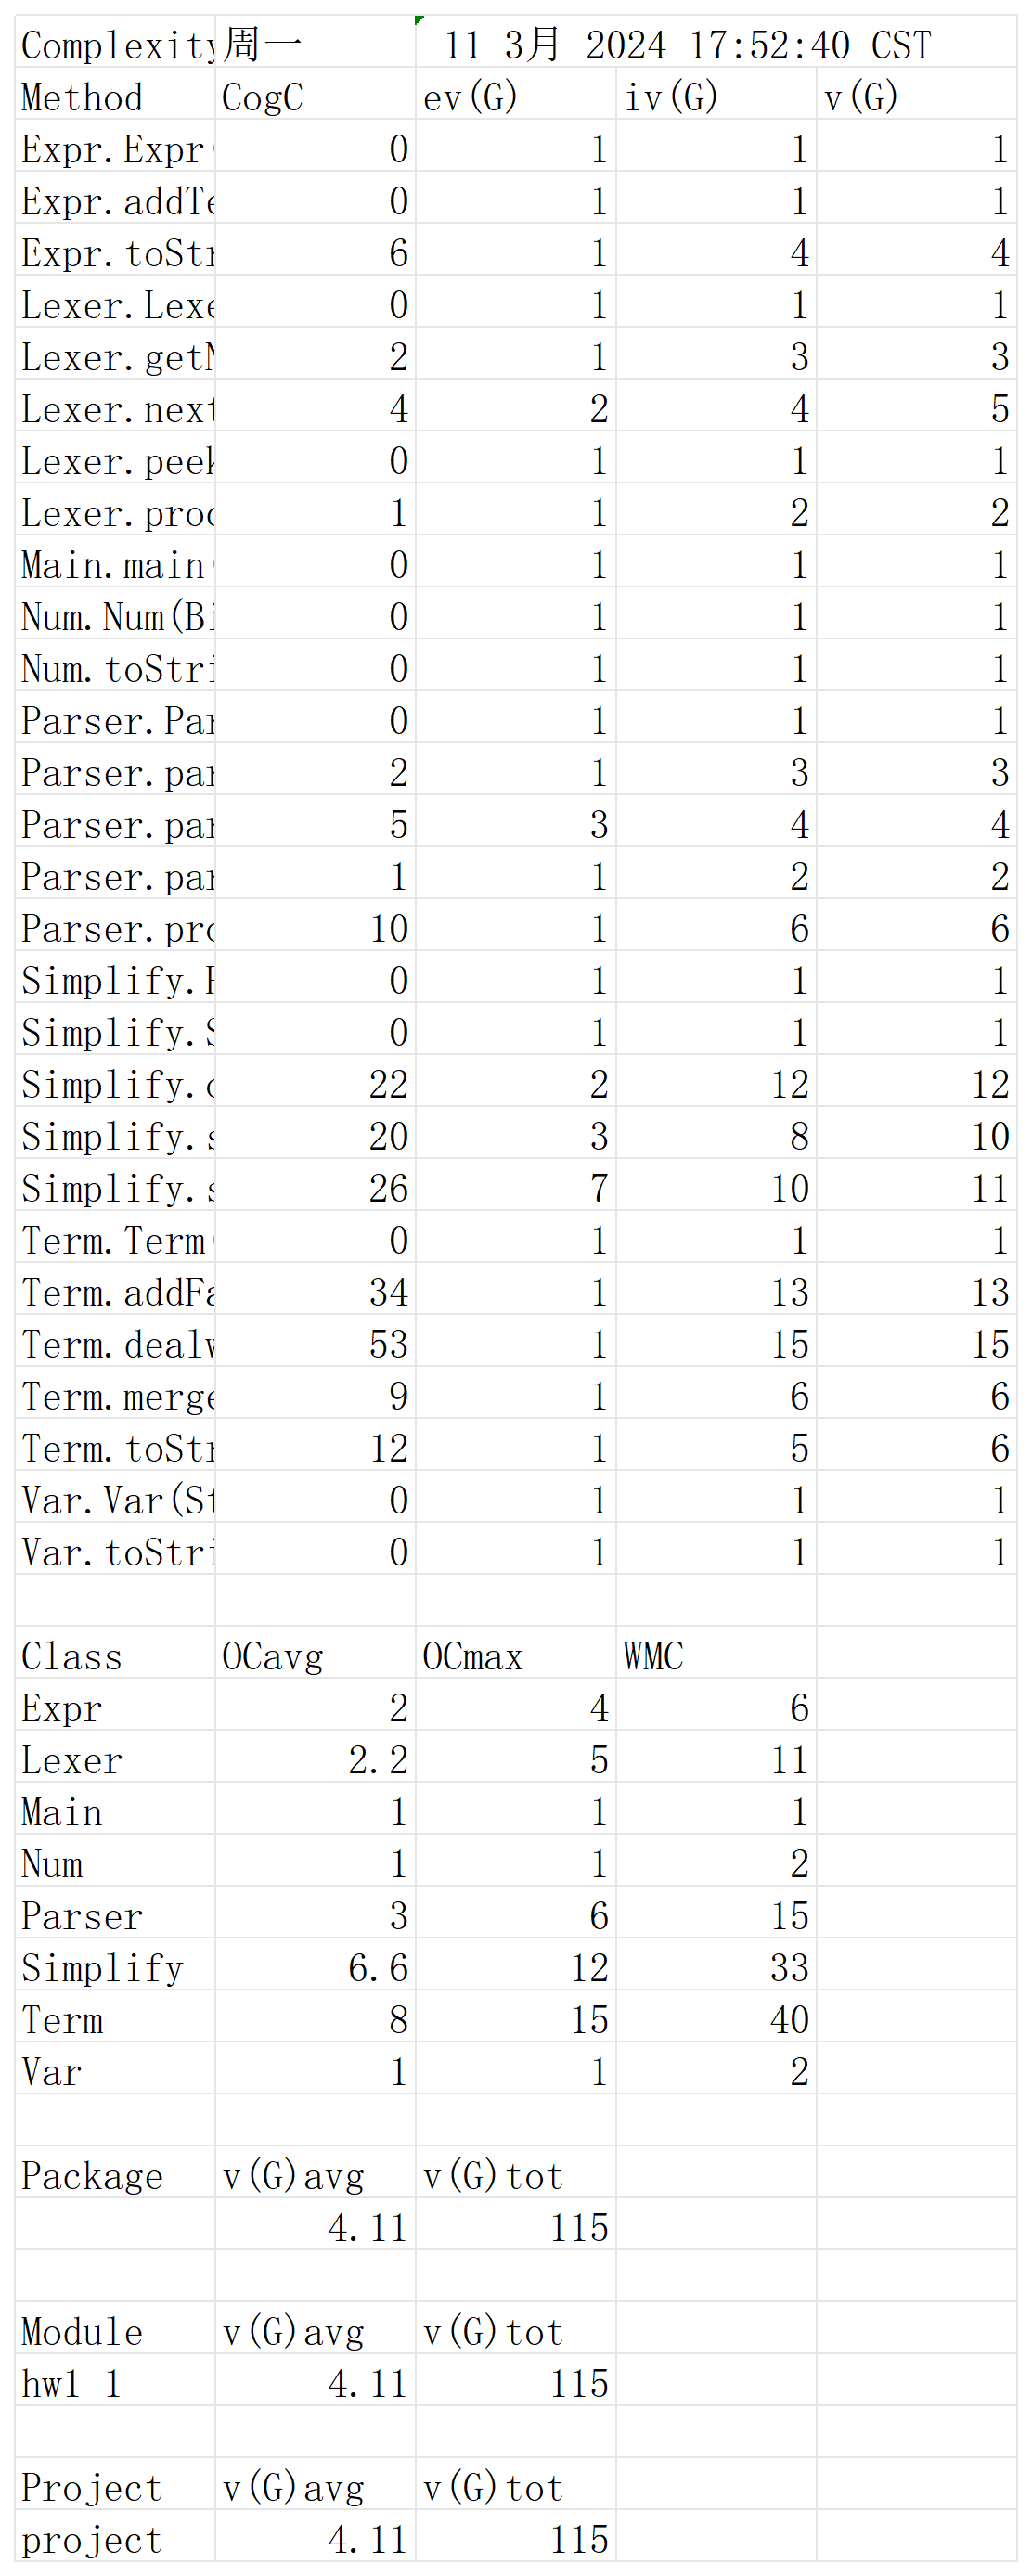 Complexity 周一 11 3月 2024 17:52:40 CST
Method CogC ev(G) iv(G) v(G)
Expr.Expr( 0 1 1 1
Expr.addTe 0 1 1 1
Expr.toStr 6 1 4 4
Lexer.Lexe 0 1 1 1
Lexer.getN 2 1 3 3
Lexer.next 4 2 4 5
Lexer.peek 0 1 1 1
Lexer.proc 1 1 2 2
Main.main( 0 1 1 1
Num.Num(Bi 0 1 1 1
Num.toStri 0 1 1 1
Parser.Par 0 1 1 1
Parser.par 2 1 3 3
Parser.par 5 3 4 4
Parser.par 1 1 2 2
Parser.pro 10 1 6 6
Simplify.P 0 1 1 1
Simplify.S 0 1 1 1
Simplify.c 22 2 12 12
Simplify.s 20 3 8 10
Simplify.s 26 7 10 11
Term.Term( 0 1 1 1
Term.addFa 34 1 13 13
Term.dealw 53 1 15 15
Term.merge 9 1 6 6
Term.toStr 12 1 5 6
Var.Var(St 0 1 1 1
Var.toStri 0 1 1 1
Class OCavg OCmax WMC
Expr 2 4 6
Lexer 2.2 5 11
Main 1 1 1
Num 1 1 2
Parser 3 6 15
Simplify 6.6 12 33
Term 8 15 40
Var 1 1 2
Package v(G)avg v(G)tot
4.11 115
Module v(G)avg v(G)tot
hw1_1 4.11 115
Project v(G)avg v(G)tot
project 4.11 115